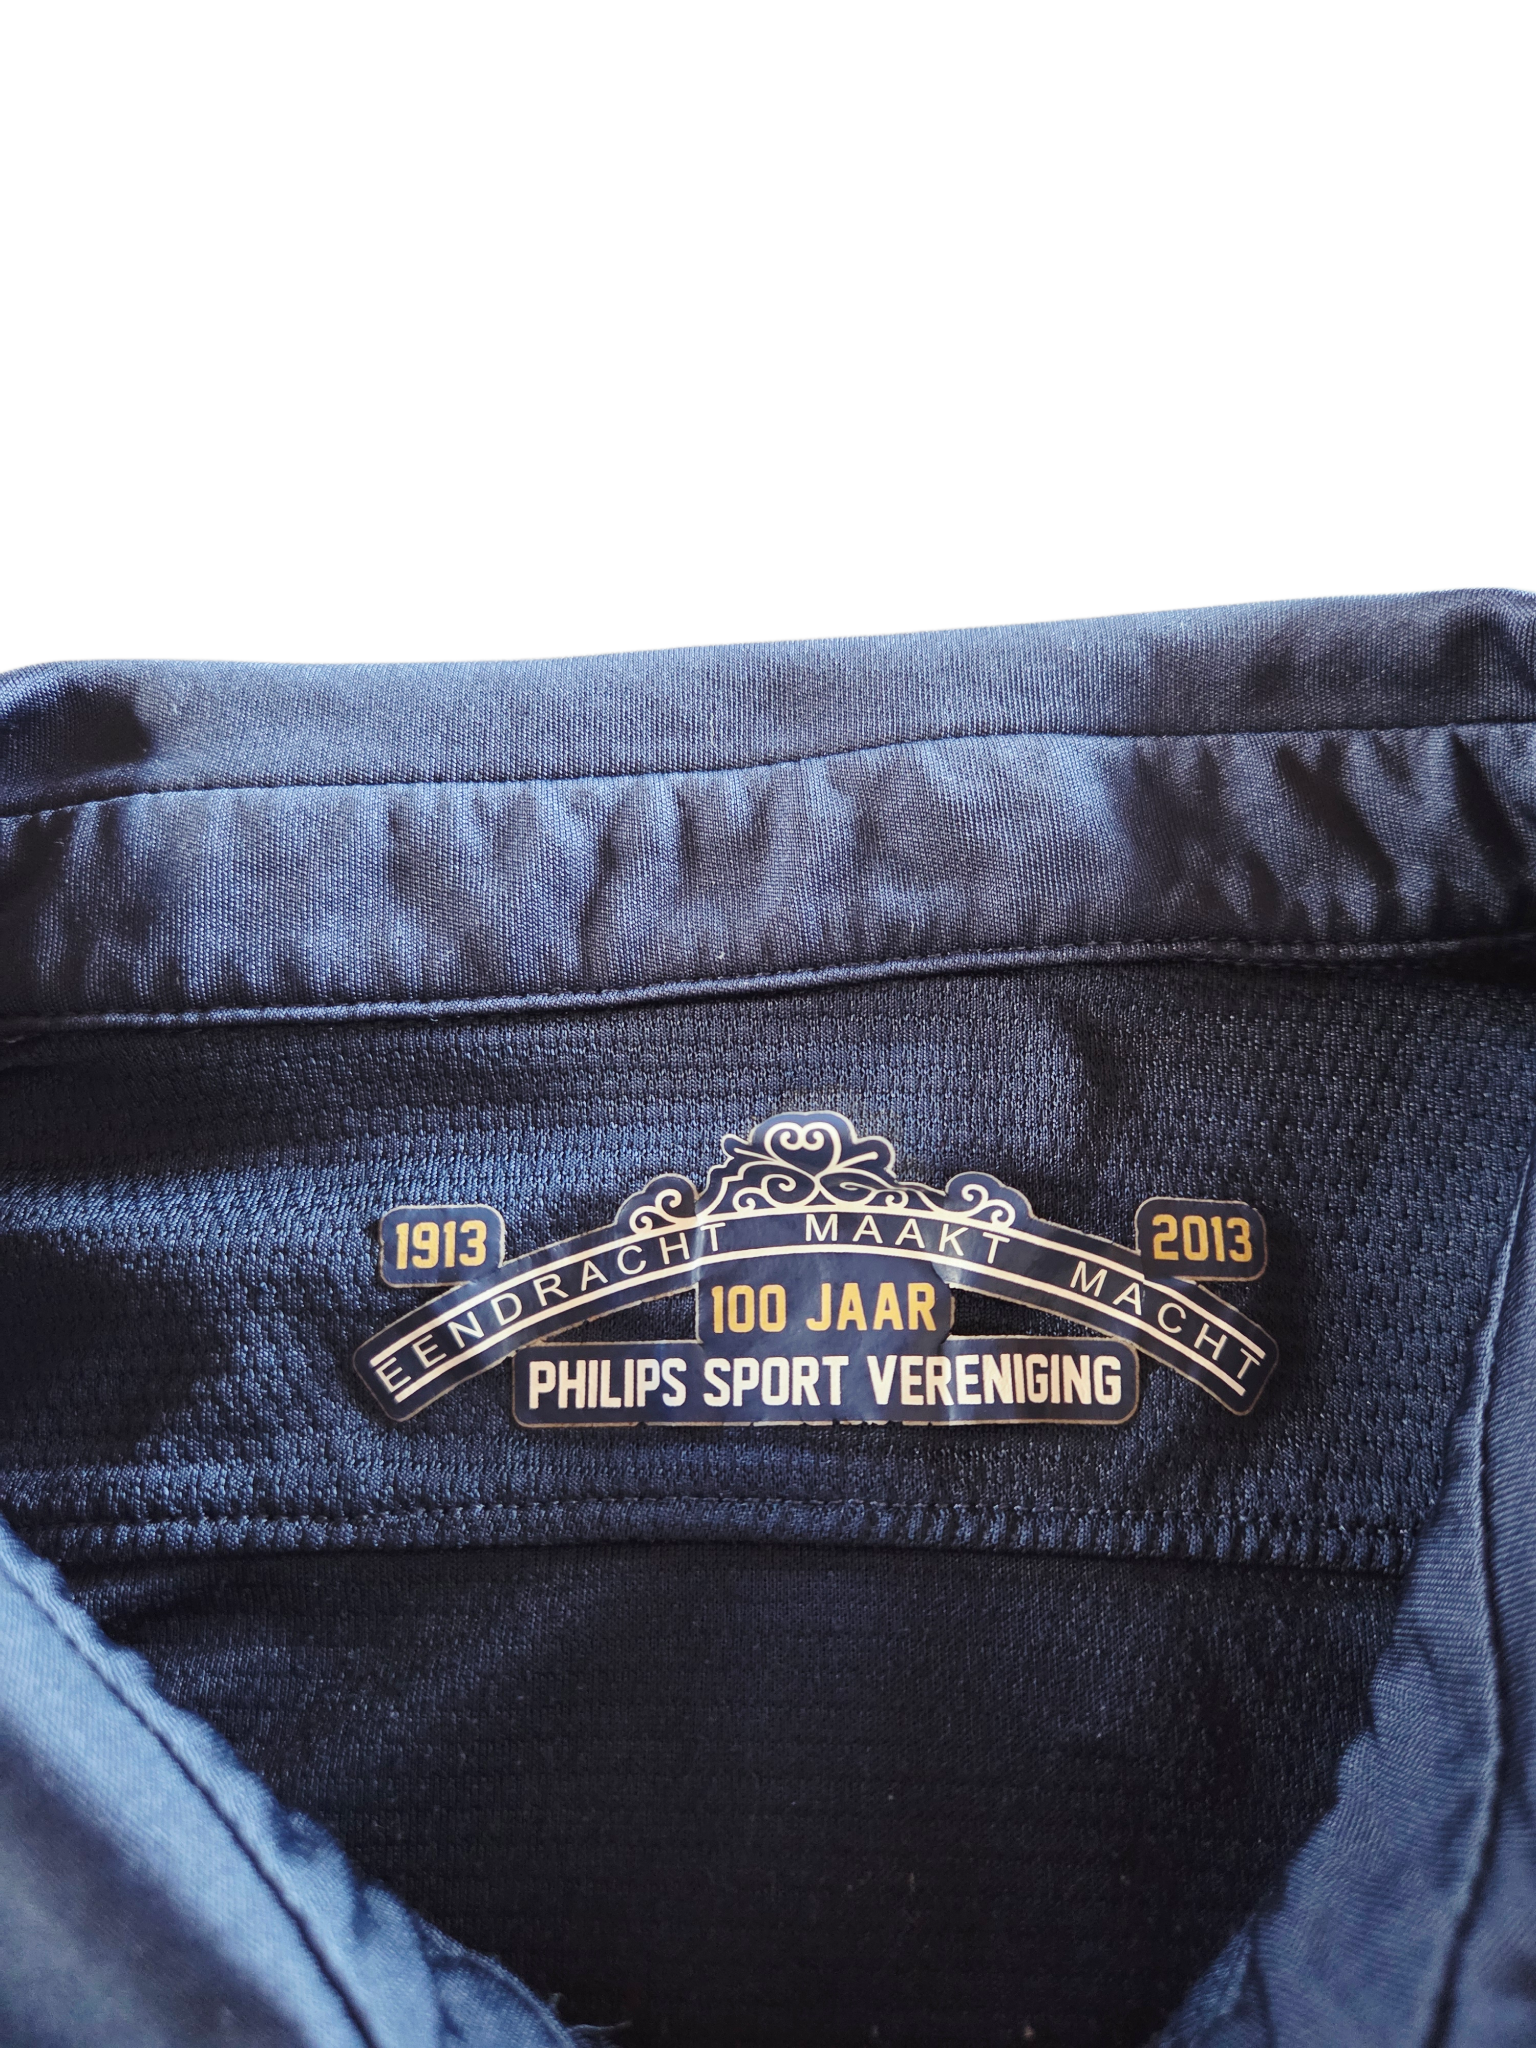 1913
2013
EENDRACHT MAAKT MACHT
100 JAAR
PHILIPS SPORT VERENIGING